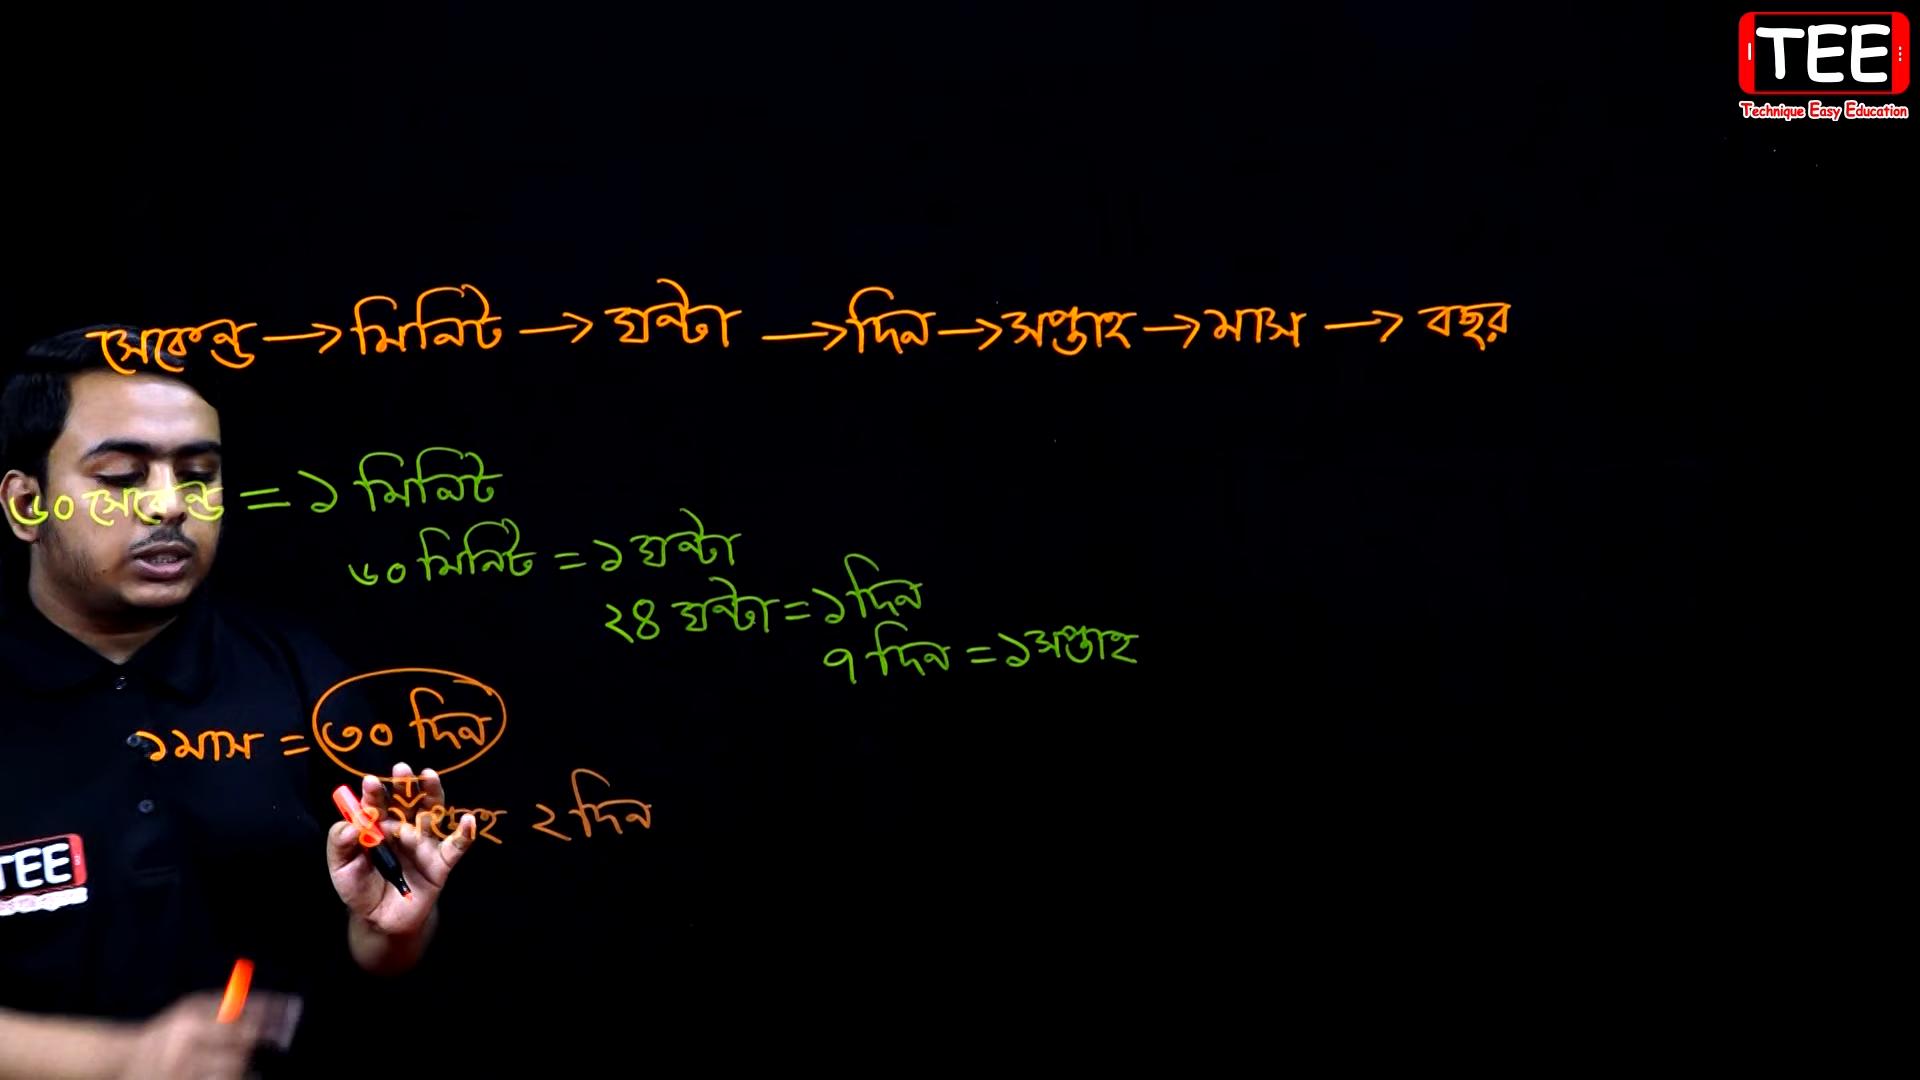 TEE
Technique Easy Education
সেকেন্ড → মিনিট → ঘন্টা → দিন → সপ্তাহ → মাস → বছর
৬০ সেকেন্ড = ১ মিনিট
৬০ মিনিট = ১ ঘন্টা
২৪ ঘন্টা = ১ দিন
৭ দিন = ১ সপ্তাহ
১ মাস = ৩০ দিন
৪ সপ্তাহ ২ দিন
TEE